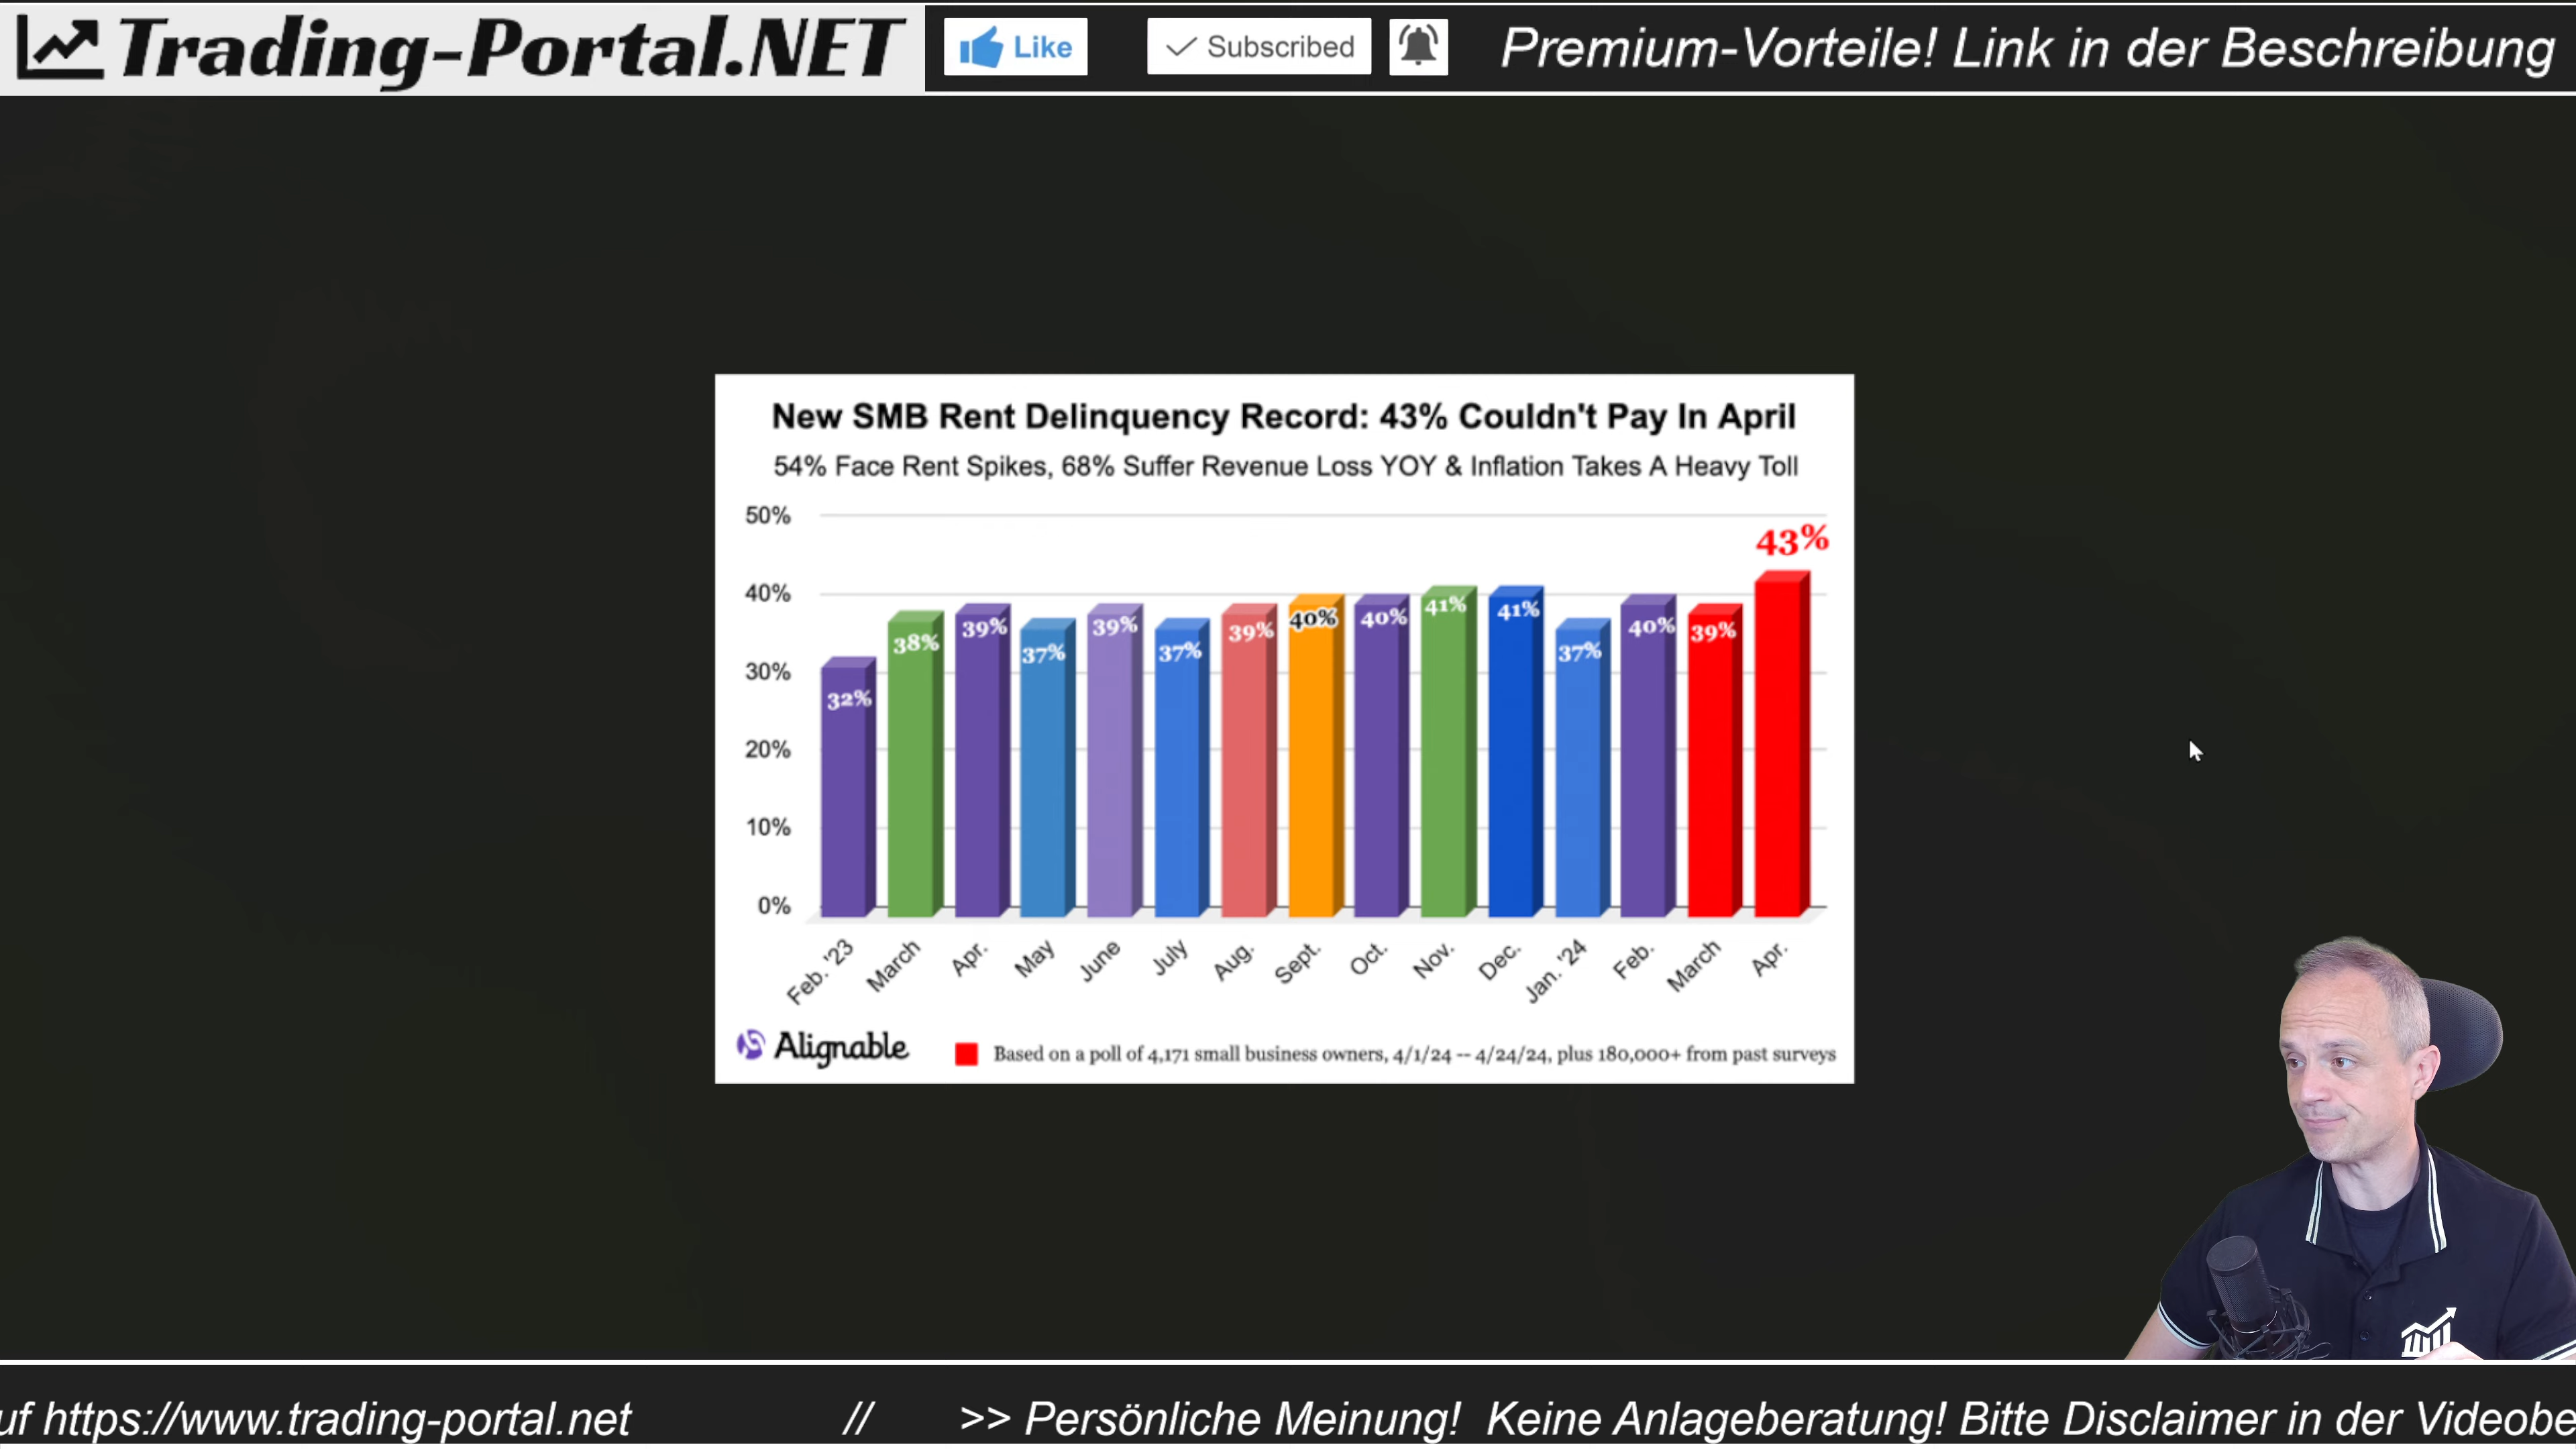 Trading-Portal.NET
Like
Subscribed
Premium-Vorteile! Link in der Beschreibung
New SMB Rent Delinquency Record: 43% Couldn't Pay In April
54% Face Rent Spikes, 68% Suffer Revenue Loss YOY & Inflation Takes A Heavy Toll
50%
40%
30%
20%
10%
0%
32%
38%
39%
37%
39%
37%
39%
40%
40%
41%
41%
37%
40%
39%
43%
Feb. '23
March
Apr.
May
June
July
Aug.
Sept.
Oct.
Nov.
Dec.
Jan. '24
Feb.
March
Apr.
Alignable
Based on a poll of 4,171 small business owners, 4/1/24 -- 4/24/24, plus 180,000+ from past surveys
uf https://www.trading-portal.net // >> Persönliche Meinung! Keine Anlageberatung! Bitte Disclaimer in der Videobe